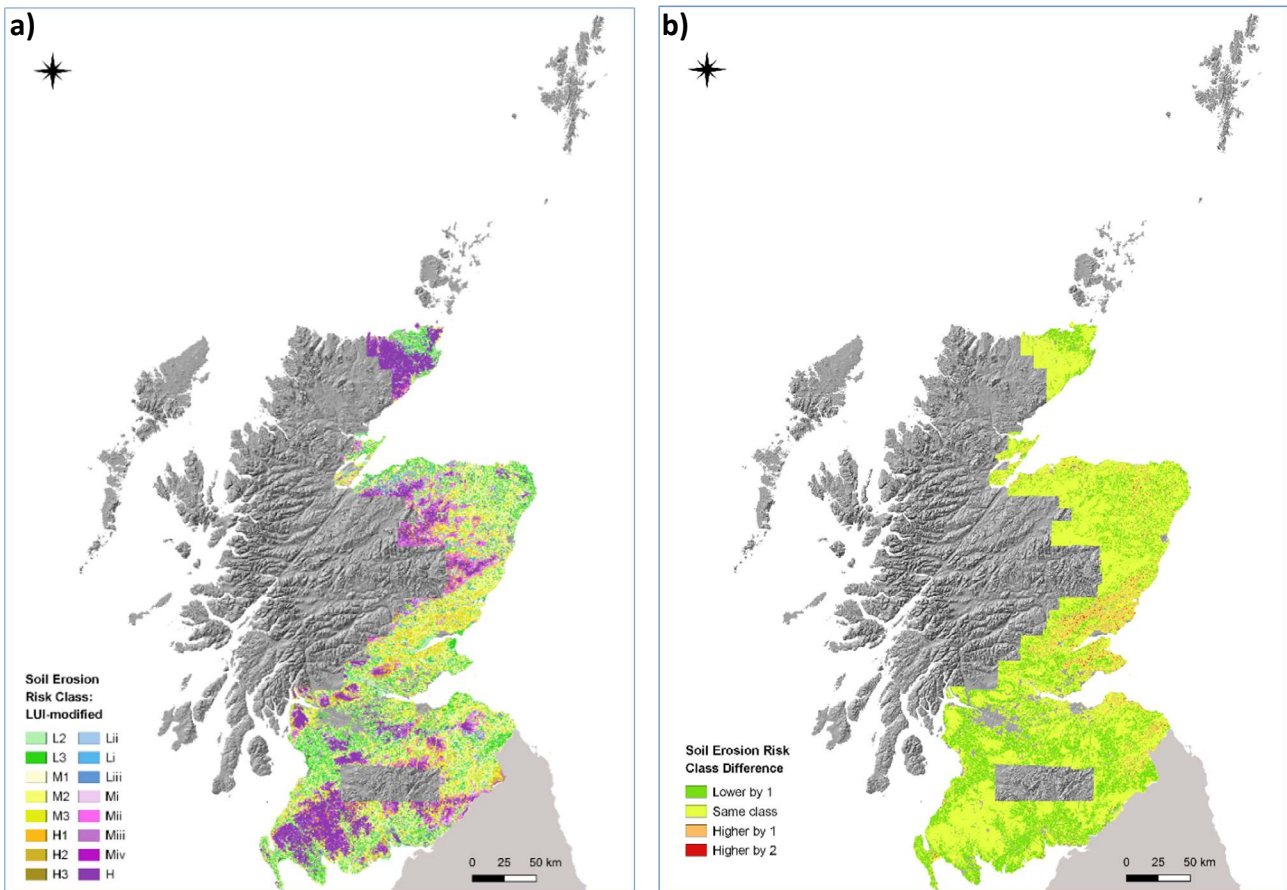 a)
Soil Erosion
Risk Class:
LUI-modified
L2 Lii
L3 Li
M1 Liii
M2 Mi
M3 Mii
H1 Miii
H2 Miv
H3 H
0 25 50 km
b)
Soil Erosion Risk
Class Difference
Lower by 1
Same class
Higher by 1
Higher by 2
0 25 50 km